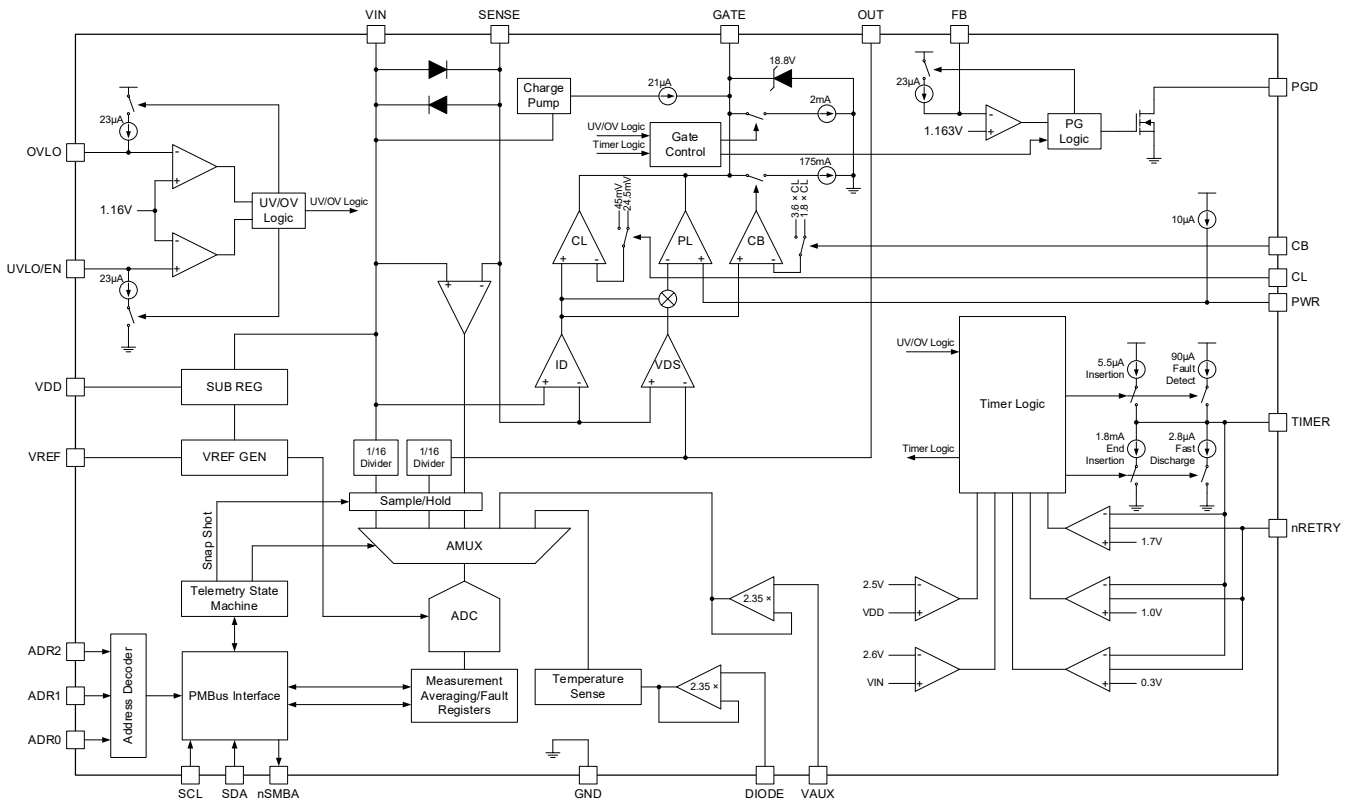 VIN
SENSE
GATE
OUT
FB
18.8V
Charge
Pump
21µA
2mA
23µA
PGD
UV/OV Logic
Timer Logic
Gate
Control
1.163V
-
+
PG
Logic
23µA
OVLO
-
+
1.16V
-
+
UV/OV
Logic
UV/OV Logic
175mA
45mV
24.5mV
3.6 × CL
1.8 × CL
10µA
CL
+
-
PL
-
+
CB
+
-
CB
CL
PWR
UVLO/EN
23µA
+
-
ID
+
-
VDS
+
-
UV/OV Logic
Timer Logic
Timer Logic
5.5µA
Insertion
90µA
Fault
Detect
1.8mA
End
Insertion
2.8µA
Fast
Discharge
TIMER
VDD
SUB REG
VREF
VREF GEN
1/16
Divider
1/16
Divider
Sample/Hold
AMUX
Snap Shot
Telemetry State
Machine
ADC
2.35 ×
-
+
1.7V
nRETRY
2.5V
-
VDD
+
-
+
1.0V
2.6V
-
VIN
+
-
+
0.3V
ADR2
ADR1
ADR0
Address Decoder
PMBus Interface
Measurement
Averaging/Fault
Registers
Temperature
Sense
2.35 ×
SCL
SDA
nSMBA
GND
DIODE
VAUX